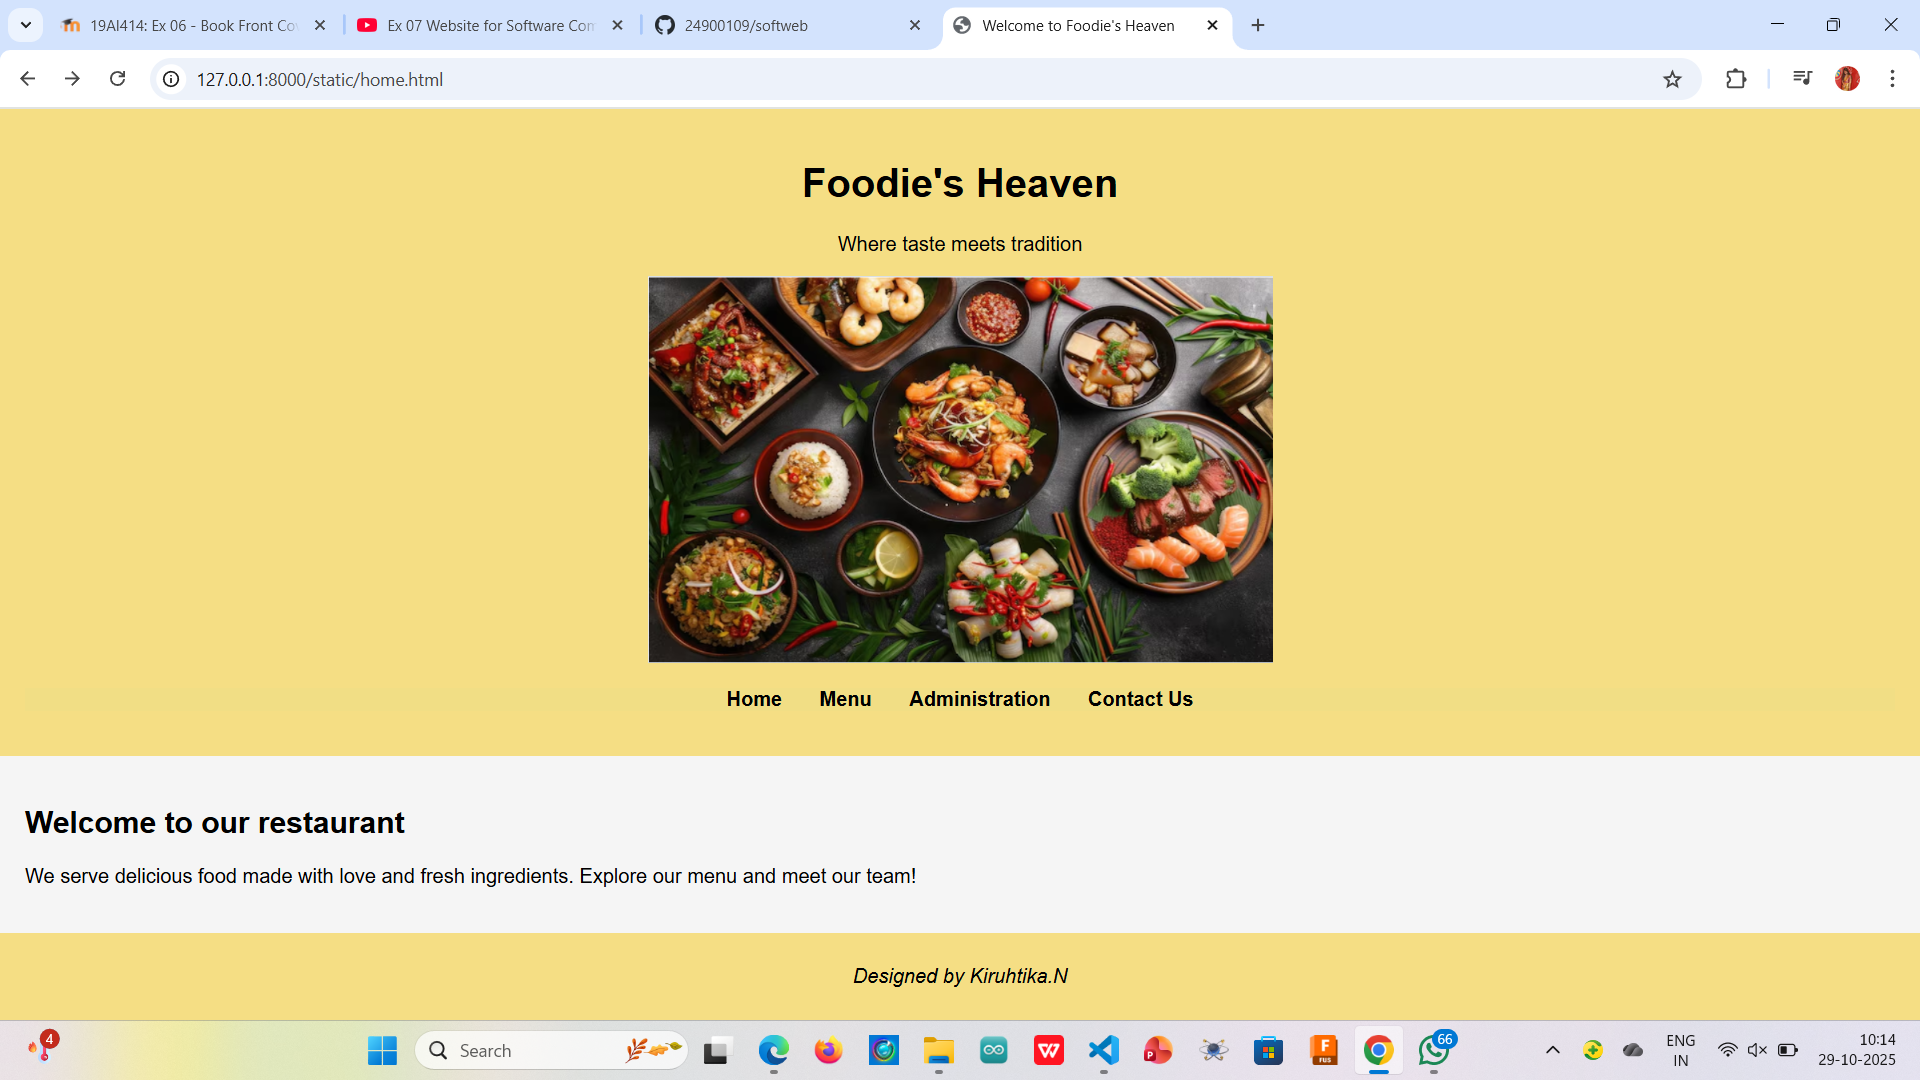 19AI414: Ex 06 - Book Front Co
Ex 07 Website for Software Com
24900109/softweb
Welcome to Foodie's Heaven
127.0.0.1:8000/static/home.html
Foodie's Heaven
Where taste meets tradition
Home Menu Administration Contact Us
Welcome to our restaurant
We serve delicious food made with love and fresh ingredients. Explore our menu and meet our team!
Designed by Kiruhtika.N
4
Search
66
ENG
IN
10:14
29-10-2025